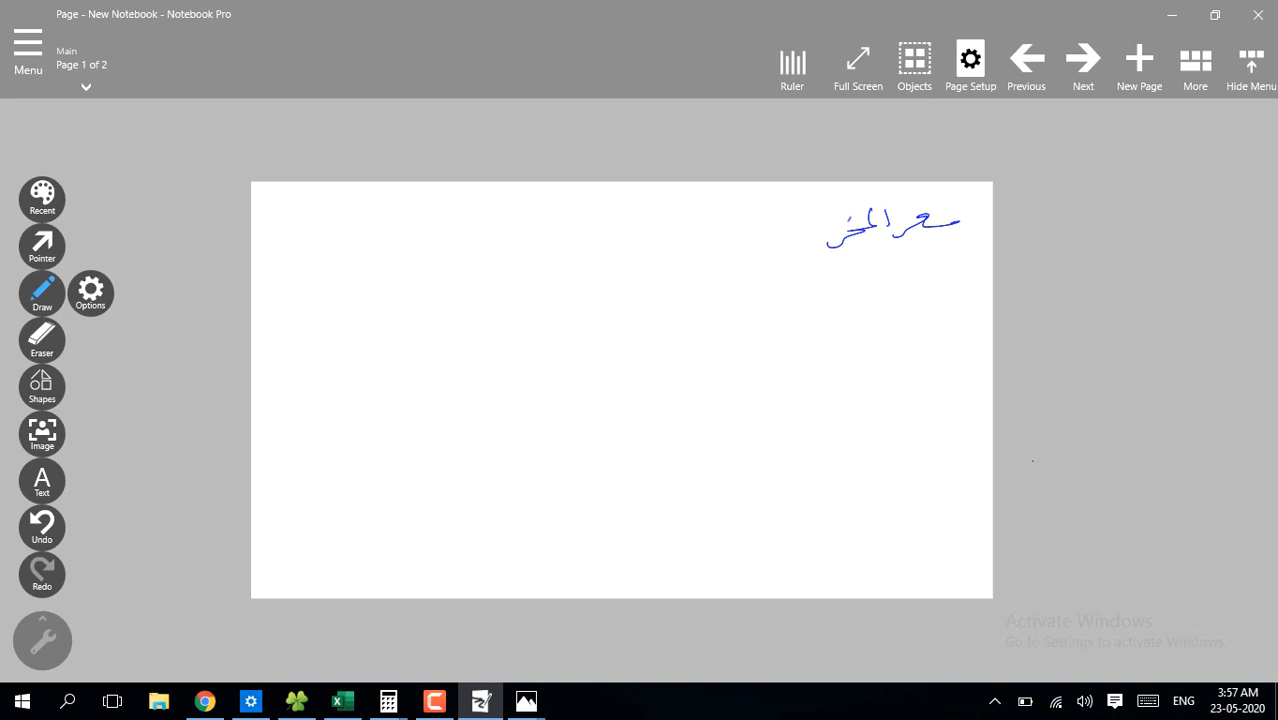 Page - New Notebook - Notebook Pro
Menu
Main
Page 1 of 2
Ruler
Full Screen
Objects
Page Setup
Previous
Next
New Page
More
Hide Menu
Recent
Pointer
Draw
Options
Eraser
Shapes
Image
A
Text
Undo
Redo
Activate Windows
Go to Settings to activate Windows.
ENG
3:57 AM
23-05-2020